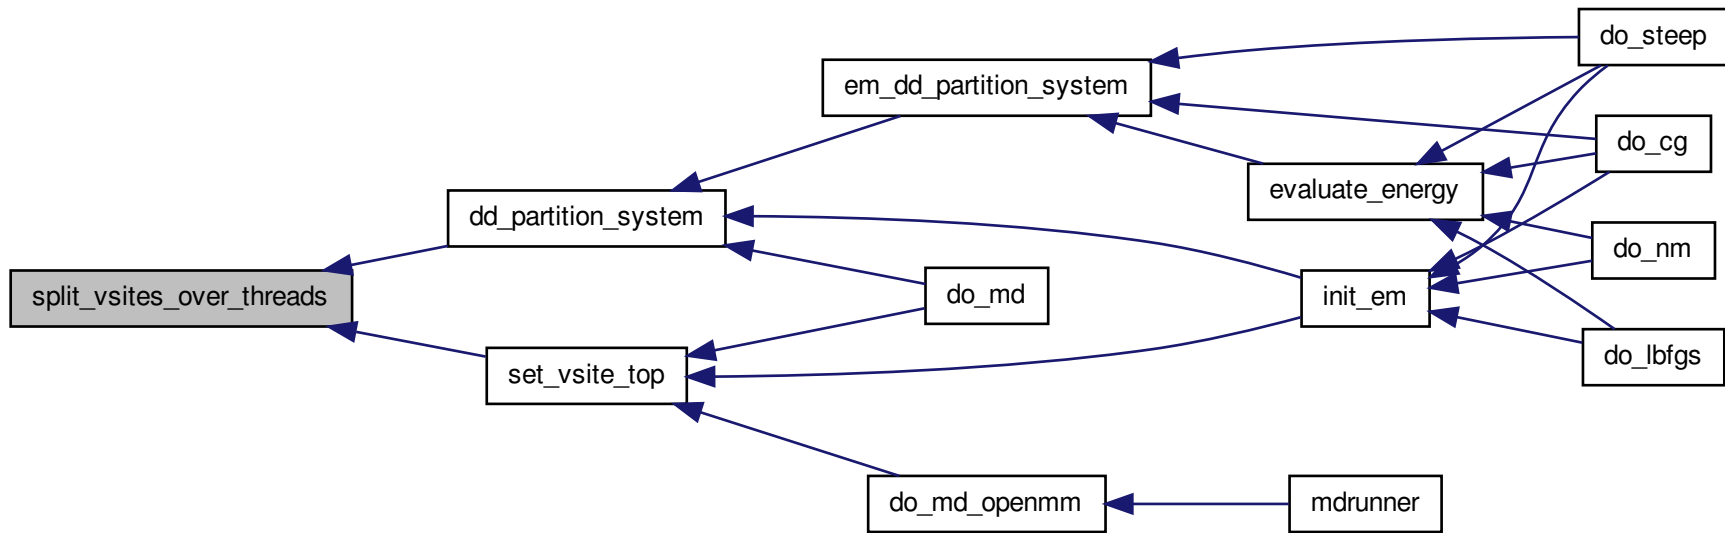 do_steep
em_dd_partition_system
do_cg
evaluate_energy
dd_partition_system
do_nm
split_vsites_over_threads
do_md
init_em
do_lbfgs
set_vsite_top
do_md_openmm
mdrunner